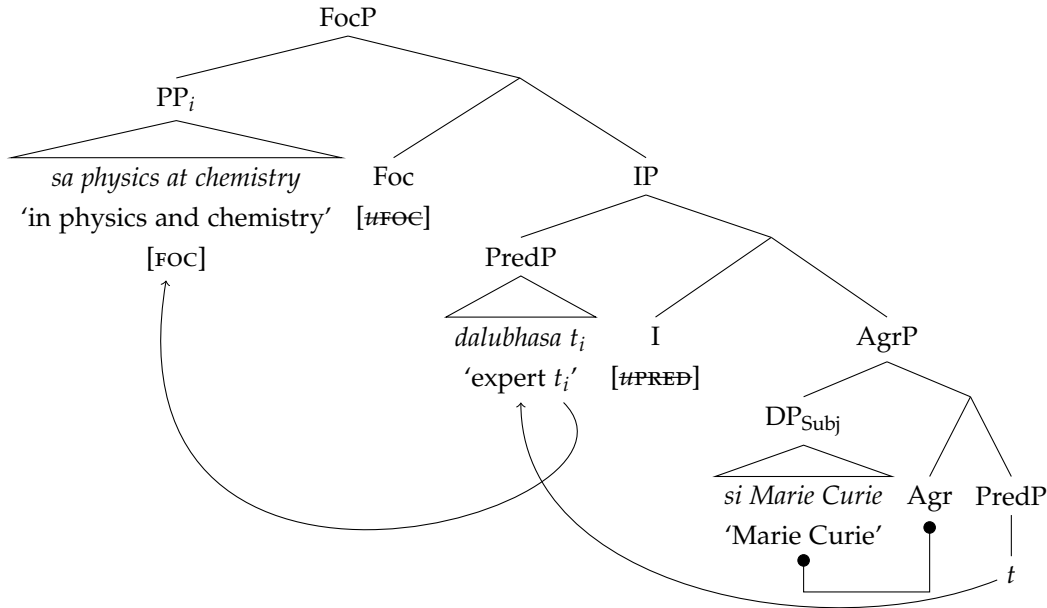 FocP
PPᵢ
sa physics at chemistry
‘in physics and chemistry’
[FOC]
Foc
[uFOC]
IP
PredP
dalubhasa tᵢ
‘expert tᵢ’
I
[uPRED]
AgrP
DP_Subj
si Marie Curie
‘Marie Curie’
Agr
PredP
t